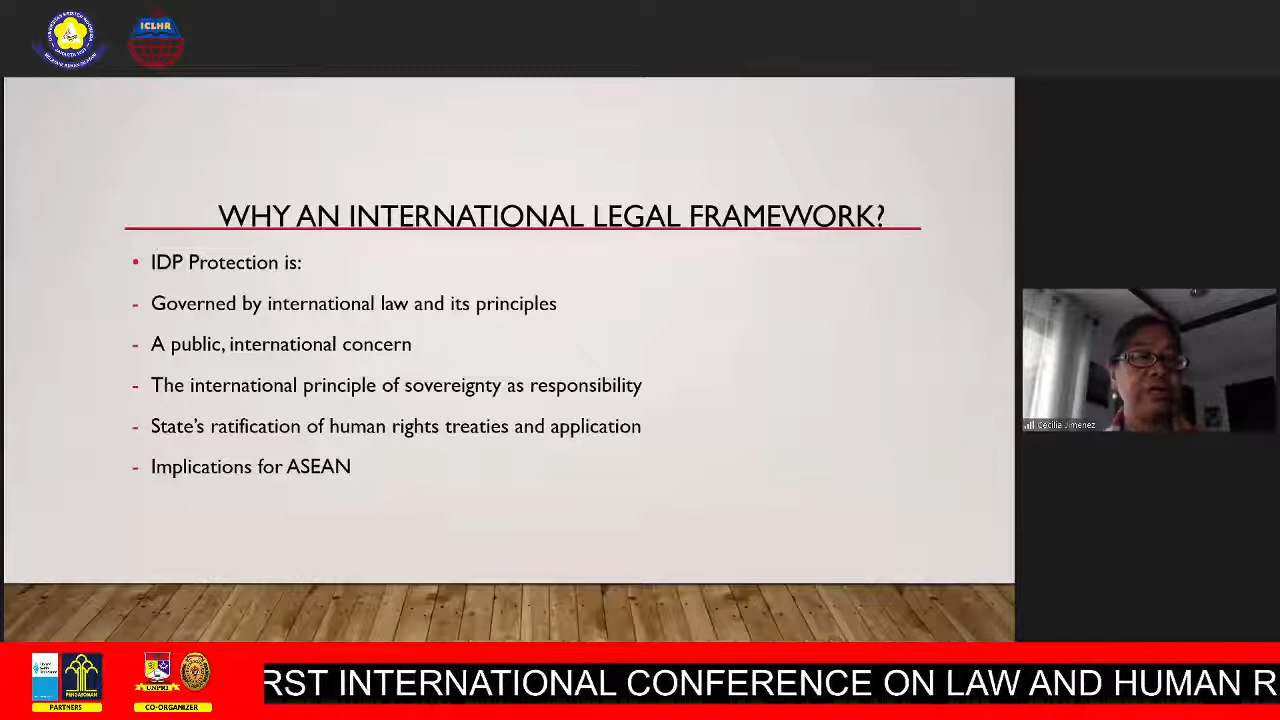 ICLHR
WHY AN INTERNATIONAL LEGAL FRAMEWORK?
• IDP Protection is:
- Governed by international law and its principles
- A public, international concern
- The international principle of sovereignty as responsibility
- State's ratification of human rights treaties and application
- Implications for ASEAN
Cecilia Jimenez
PENGAYOMAN
UNPRI
PARTNERS
CO-ORGANIZER
RST INTERNATIONAL CONFERENCE ON LAW AND HUMAN R